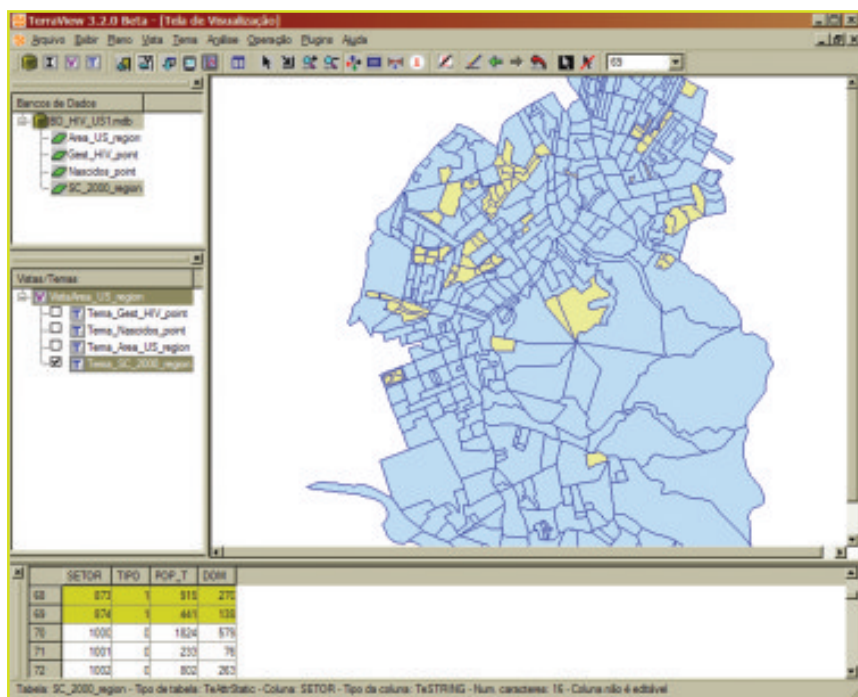 TerraView 3.2.0 Beta - [Tela de Visualização]
Arquivo Exibir Plano Vista Tema Análise Operação Plugins Ajuda
69
Bancos de Dados
BD_HIV_US1.mdb
Area_US_region
Gest_HIV_point
Nascidos_point
SC_2000_region
Vistas/Temas
VistaArea_US_region
Tema_Gest_HIV_point
Tema_Nascidos_point
Tema_Area_US_region
Tema_SC_2000_region
SETOR TIPO POP_T DOM
68 873 1 915 270
69 874 1 441 138
70 1000 0 1824 579
71 1001 0 233 76
72 1002 0 802 263
Tabela: SC_2000_region - Tipo de tabela: TeAttrStatic - Coluna: SETOR - Tipo da coluna: TeSTRING - Num. caracteres: 16 - Coluna não é editável